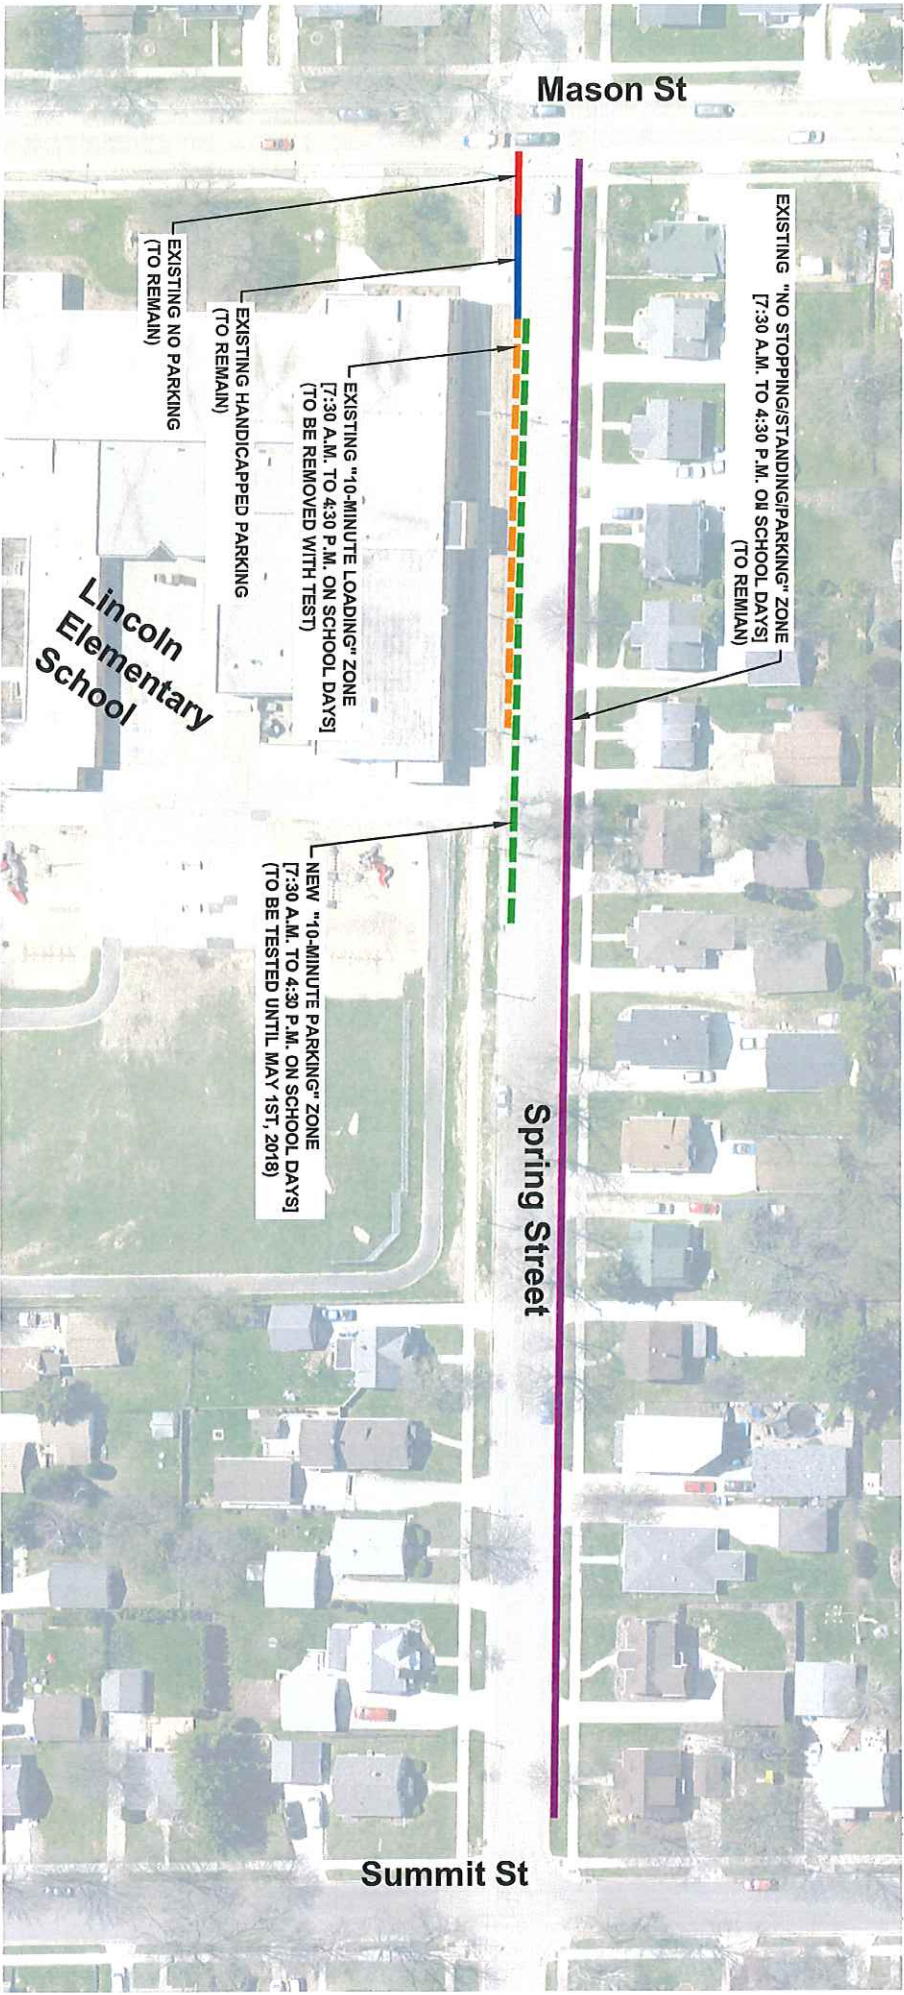 Mason St
EXISTING "NO STOPPING/STANDING/PARKING" ZONE
[7:30 A.M. TO 4:30 P.M. ON SCHOOL DAYS]
(TO REMIAN)
EXISTING NO PARKING
(TO REMAIN)
EXISTING HANDICAPPED PARKING
(TO REMAIN)
EXISTING "10-MINUTE LOADING" ZONE
[7:30 A.M. TO 4:30 P.M. ON SCHOOL DAYS]
(TO BE REMOVED WITH TEST)
Lincoln
Elementary
School
NEW "10-MINUTE PARKING" ZONE
[7:30 A.M. TO 4:30 P.M. ON SCHOOL DAYS]
(TO BE TESTED UNTIL MAY 1ST, 2018)
Spring Street
Summit St